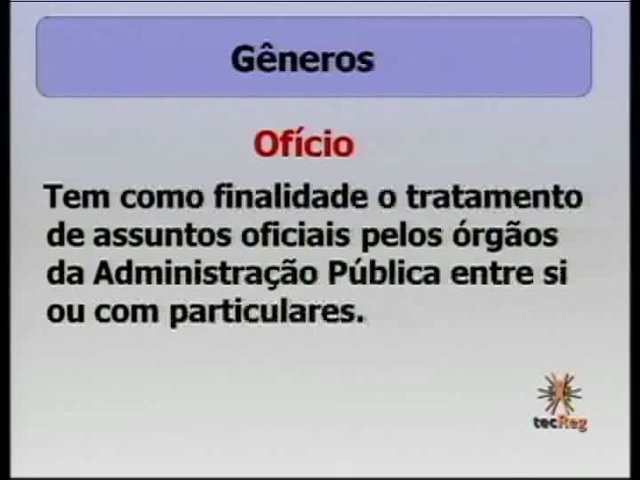 Gêneros
Ofício
Tem como finalidade o tratamento
de assuntos oficiais pelos órgãos
da Administração Pública entre si
ou com particulares.
tecReg